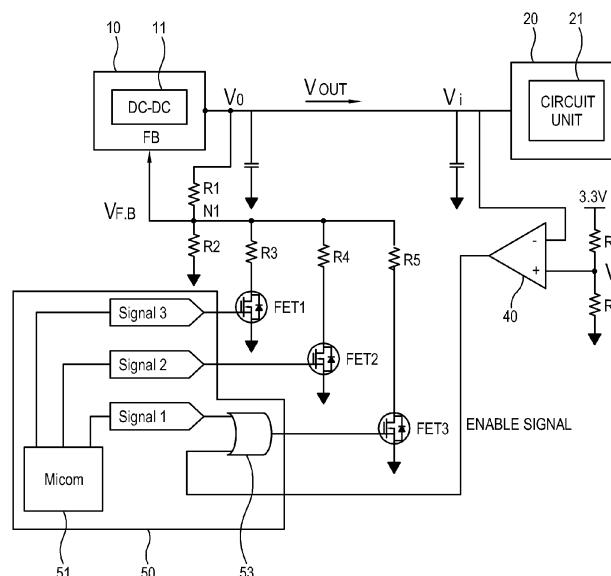 10
11
20
21
DC-DC
FB
V0
VOUT
Vi
CIRCUIT
UNIT
R1
VF.B
N1
R2
R3
R4
R5
3.3V
R
-
+
V
R
40
Signal 3
FET1
Signal 2
FET2
Signal 1
FET3
ENABLE SIGNAL
Micom
51
50
53